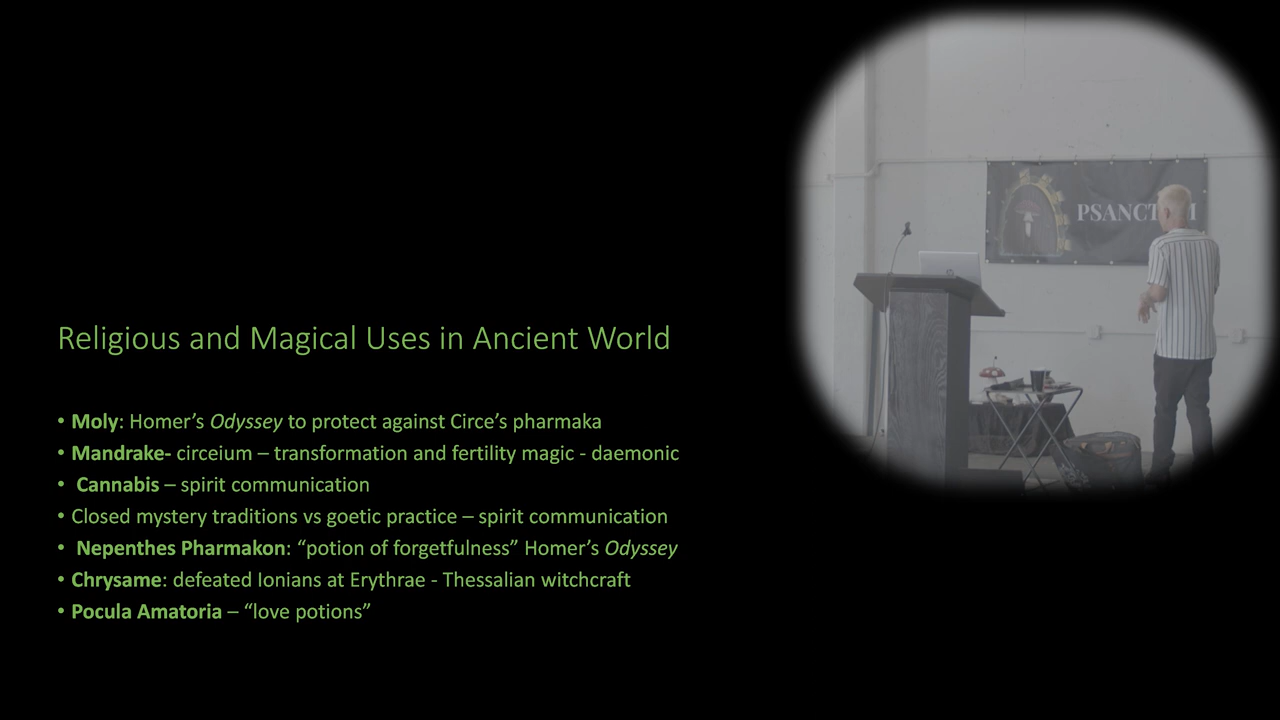 Religious and Magical Uses in Ancient World
• Moly: Homer’s Odyssey to protect against Circe’s pharmaka
• Mandrake- circeium – transformation and fertility magic - daemonic
• Cannabis – spirit communication
• Closed mystery traditions vs goetic practice – spirit communication
• Nepenthes Pharmakon: “potion of forgetfulness” Homer’s Odyssey
• Chrysame: defeated Ionians at Erythrae - Thessalian witchcraft
• Pocula Amatoria – “love potions”